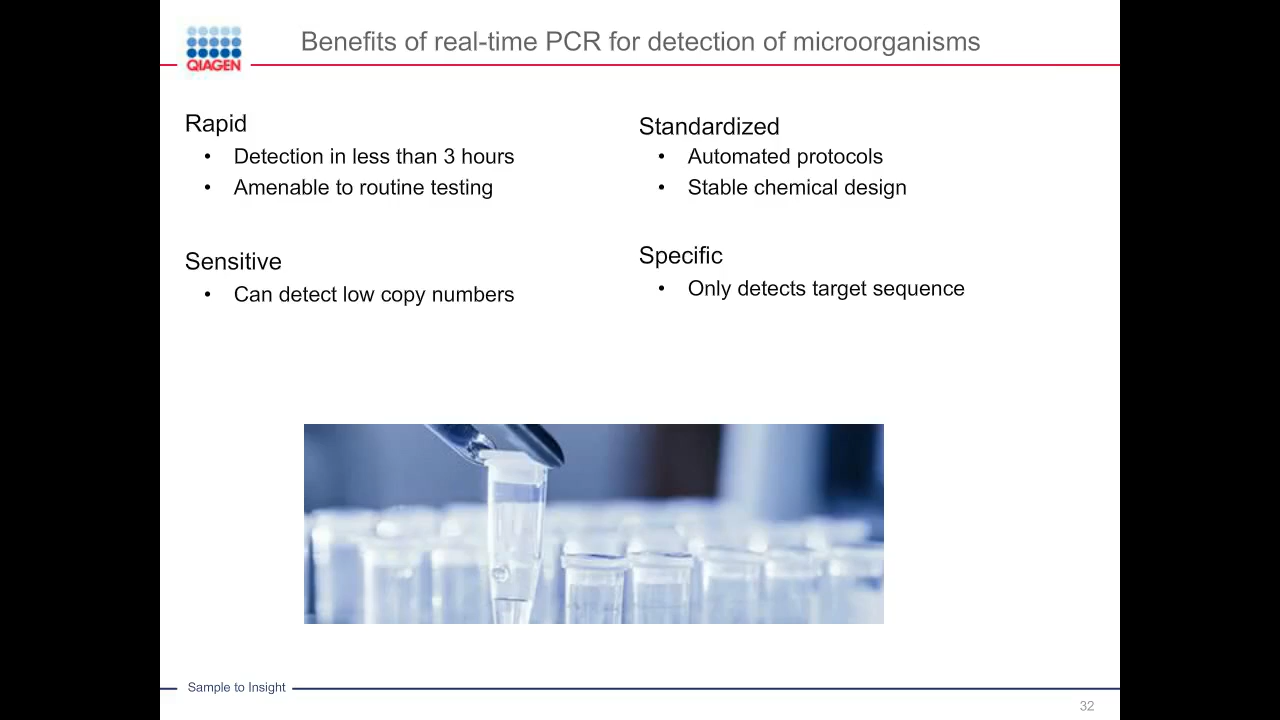 QIAGEN
Benefits of real-time PCR for detection of microorganisms
Rapid
• Detection in less than 3 hours
• Amenable to routine testing
Sensitive
• Can detect low copy numbers
Standardized
• Automated protocols
• Stable chemical design
Specific
• Only detects target sequence
Sample to Insight
32